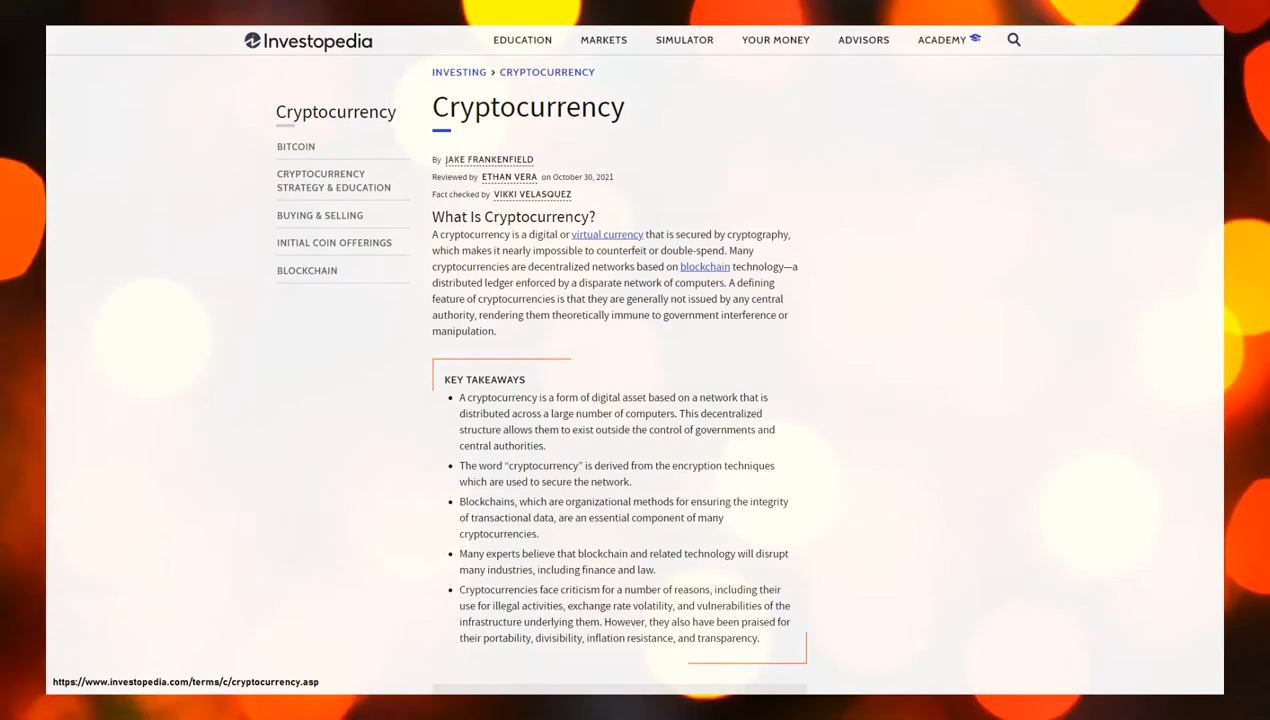 Investopedia
EDUCATION MARKETS SIMULATOR YOUR MONEY ADVISORS ACADEMY
INVESTING > CRYPTOCURRENCY
Cryptocurrency
BITCOIN
CRYPTOCURRENCY
STRATEGY & EDUCATION
BUYING & SELLING
INITIAL COIN OFFERINGS
BLOCKCHAIN
Cryptocurrency
By JAKE FRANKENFIELD
Reviewed by ETHAN VERA on October 30, 2021
Fact checked by VIKKI VELASQUEZ
What Is Cryptocurrency?
A cryptocurrency is a digital or virtual currency that is secured by cryptography,
which makes it nearly impossible to counterfeit or double-spend. Many
cryptocurrencies are decentralized networks based on blockchain technology—a
distributed ledger enforced by a disparate network of computers. A defining
feature of cryptocurrencies is that they are generally not issued by any central
authority, rendering them theoretically immune to government interference or
manipulation.
KEY TAKEAWAYS
• A cryptocurrency is a form of digital asset based on a network that is
distributed across a large number of computers. This decentralized
structure allows them to exist outside the control of governments and
central authorities.
• The word “cryptocurrency” is derived from the encryption techniques
which are used to secure the network.
• Blockchains, which are organizational methods for ensuring the integrity
of transactional data, are an essential component of many
cryptocurrencies.
• Many experts believe that blockchain and related technology will disrupt
many industries, including finance and law.
• Cryptocurrencies face criticism for a number of reasons, including their
use for illegal activities, exchange rate volatility, and vulnerabilities of the
infrastructure underlying them. However, they also have been praised for
their portability, divisibility, inflation resistance, and transparency.
https://www.investopedia.com/terms/c/cryptocurrency.asp